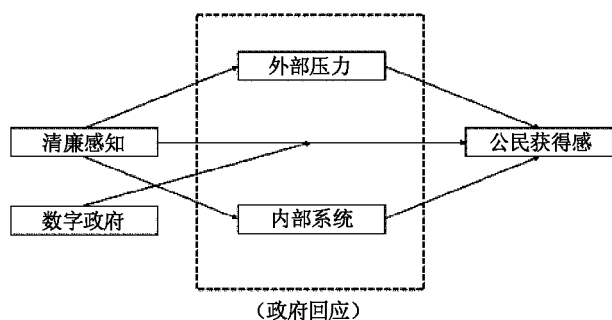 外部压力
清廉感知
公民获得感
数字政府
内部系统
（政府回应）